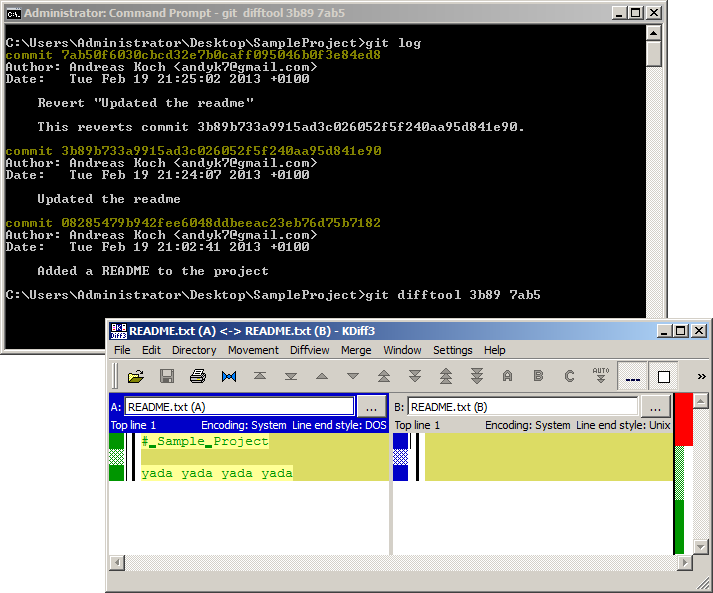 Administrator: Command Prompt - git difftool 3b89 7ab5
C:\Users\Administrator\Desktop\SampleProject>git log
commit 7ab50f6030cbcd32e7b0caff095046b0f3e84ed8
Author: Andreas Koch <andyk7@gmail.com>
Date:   Tue Feb 19 21:25:02 2013 +0100
Revert "Updated the readme"
This reverts commit 3b89b733a9915ad3c026052f5f240aa95d841e90.
commit 3b89b733a9915ad3c026052f5f240aa95d841e90
Author: Andreas Koch <andyk7@gmail.com>
Date:   Tue Feb 19 21:24:07 2013 +0100
Updated the readme
commit 08285479b942fee6048ddbeeac23eb76d75b7182
Author: Andreas Koch <andyk7@gmail.com>
Date:   Tue Feb 19 21:02:41 2013 +0100
Added a README to the project
C:\Users\Administrator\Desktop\SampleProject>git difftool 3b89 7ab5
README.txt (A) <-> README.txt (B) - KDiff3
File Edit Directory Movement Diffview Merge Window Settings Help
A B C AUTO
A: README.txt (A) ... B: README.txt (B) ...
Top line 1 Encoding: System Line end style: DOS Top line 1 Encoding: System Line end style: Unix
#_Sample_Project
yada yada yada yada